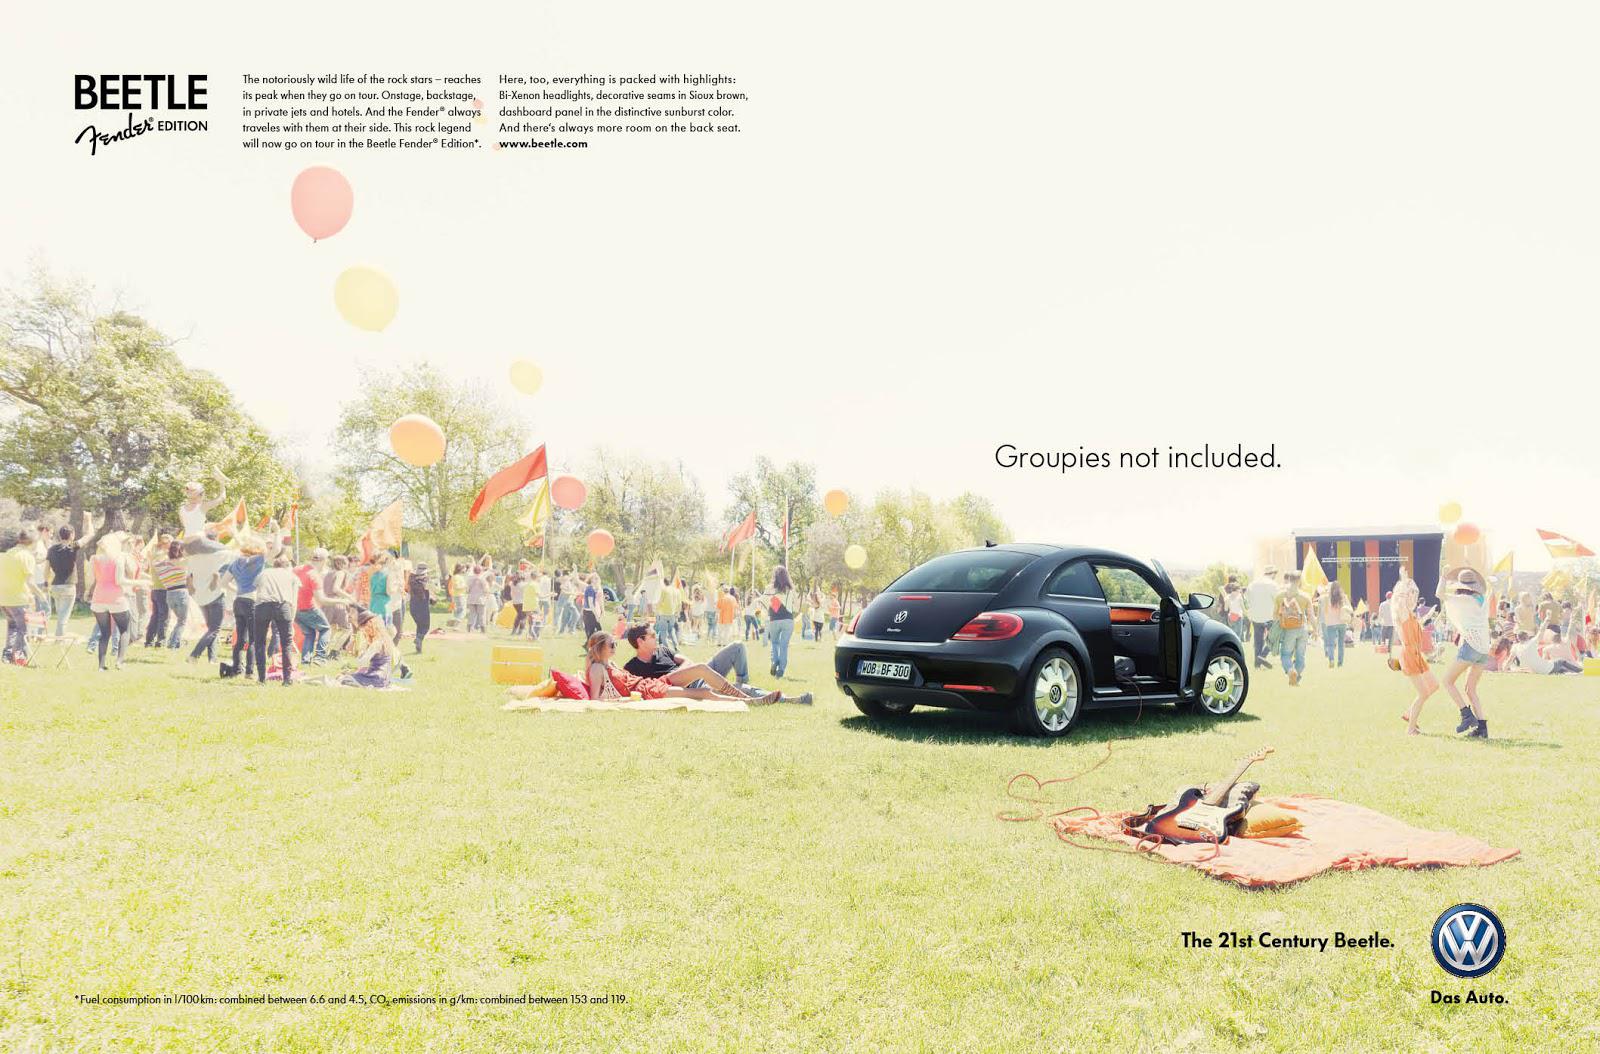 BEETLE
Fender® EDITION
The notoriously wild life of the rock stars – reaches
its peak when they go on tour. Onstage, backstage,
in private jets and hotels. And the Fender® always
traveles with them at their side. This rock legend
will now go on tour in the Beetle Fender® Edition*.
Here, too, everything is packed with highlights:
Bi-Xenon headlights, decorative seams in Sioux brown,
dashboard panel in the distinctive sunburst color.
And there's always more room on the back seat.
www.beetle.com
Groupies not included.
Beetle
WOB BF 300
The 21st Century Beetle.
Das Auto.
*Fuel consumption in l/100 km: combined between 6.6 and 4.5, CO₂ emissions in g/km: combined between 153 and 119.